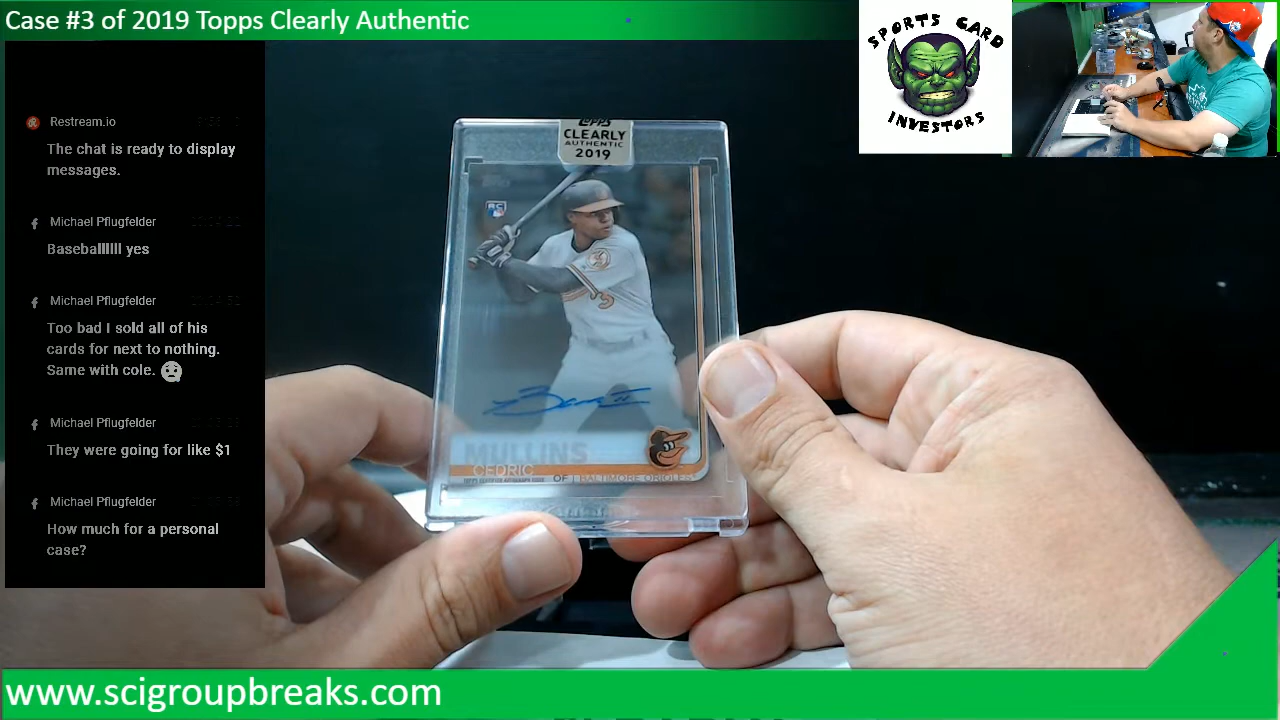 Case #3 of 2019 Topps Clearly Authentic
SPORTS CARD
INVESTORS
Restream.io
The chat is ready to display
messages.
Michael Pflugfelder
Baseballlllll yes
Michael Pflugfelder
Too bad I sold all of his
cards for next to nothing.
Same with cole.
Michael Pflugfelder
They were going for like $1
Michael Pflugfelder
How much for a personal
case?
TOPPS
CLEARLY
AUTHENTIC
2019
RC
MULLINS
CEDRIC
OF | BALTIMORE ORIOLES
www.scigroupbreaks.com